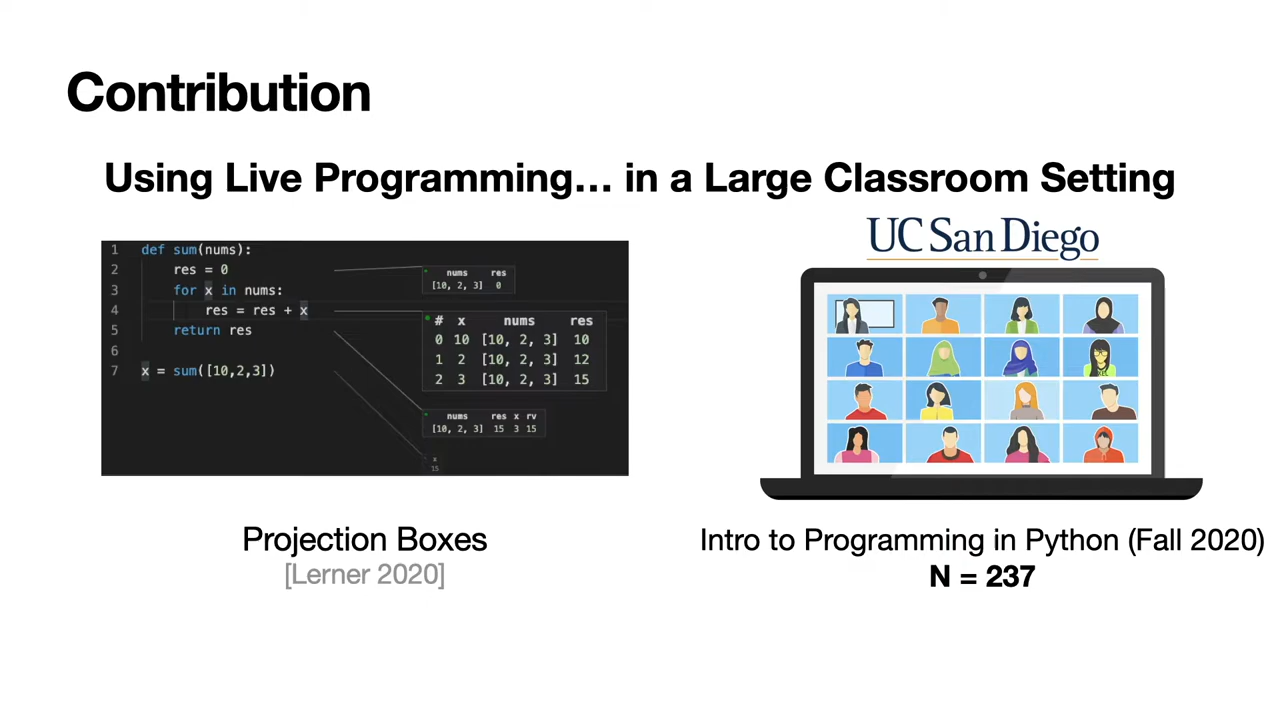 Contribution
Using Live Programming... in a Large Classroom Setting
1 def sum(nums):
2 res = 0
3 for x in nums:
4 res = res + x
5 return res
6
7 x = sum([10,2,3])
nums res
[10, 2, 3] 0
# x nums res
0 10 [10, 2, 3] 10
1 2 [10, 2, 3] 12
2 3 [10, 2, 3] 15
nums res x rv
[10, 2, 3] 15 3 15
x
15
UC San Diego
Projection Boxes
[Lerner 2020]
Intro to Programming in Python (Fall 2020)
N = 237